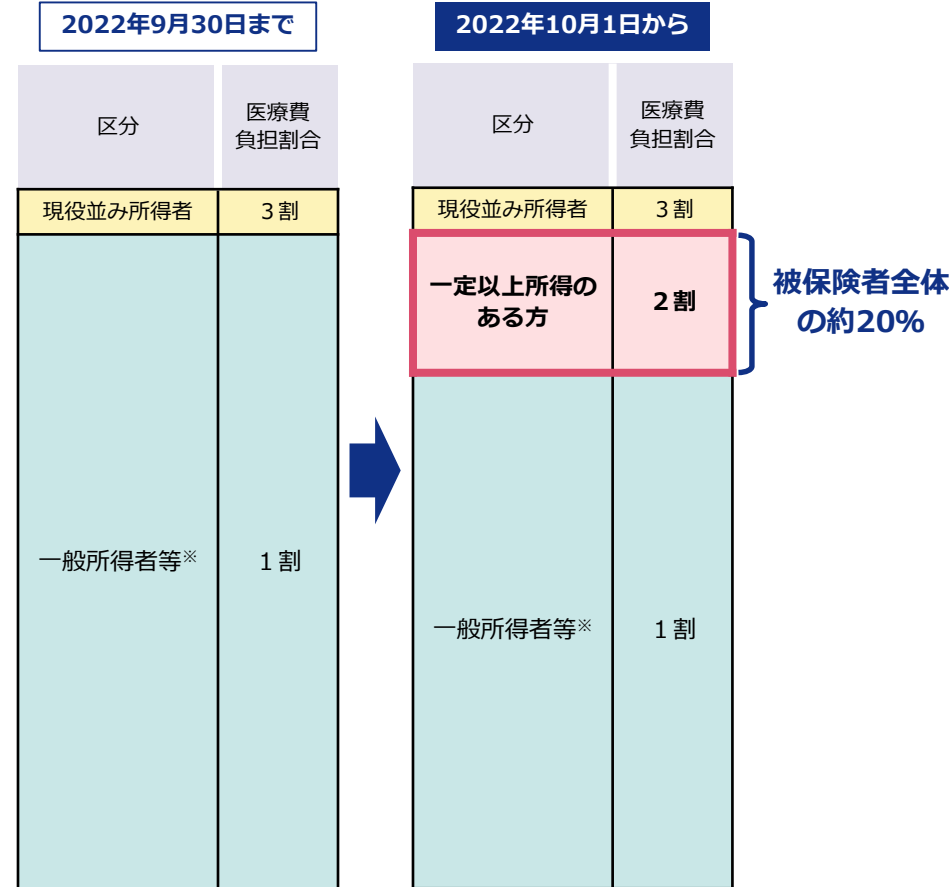 2022年9月30日まで
区分
医療費
負担割合
現役並み所得者
３割
一般所得者等※
１割
2022年10月1日から
区分
医療費
負担割合
現役並み所得者
３割
一定以上所得の
ある方
２割
被保険者全体
の約20%
一般所得者等※
１割